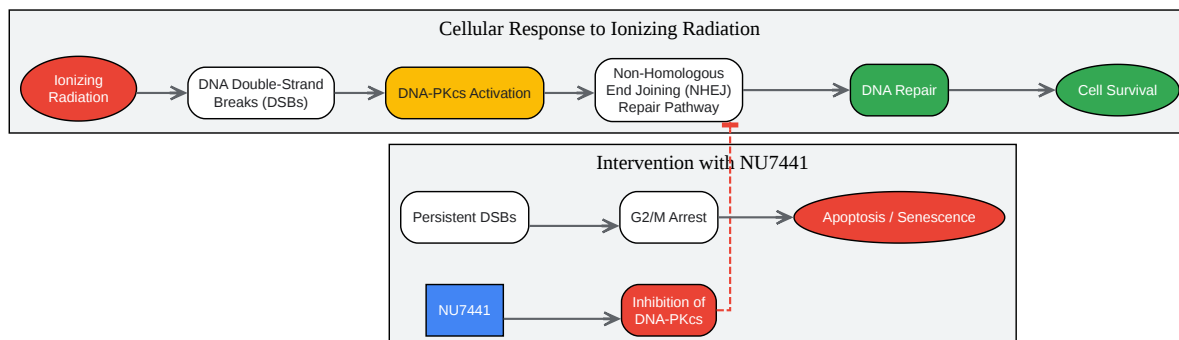 Cellular Response to Ionizing Radiation
Ionizing
Radiation
DNA Double-Strand
Breaks (DSBs)
DNA-PKcs Activation
Non-Homologous
End Joining (NHEJ)
Repair Pathway
DNA Repair
Cell Survival
Intervention with NU7441
Persistent DSBs
G2/M Arrest
Apoptosis / Senescence
NU7441
Inhibition of
DNA-PKcs